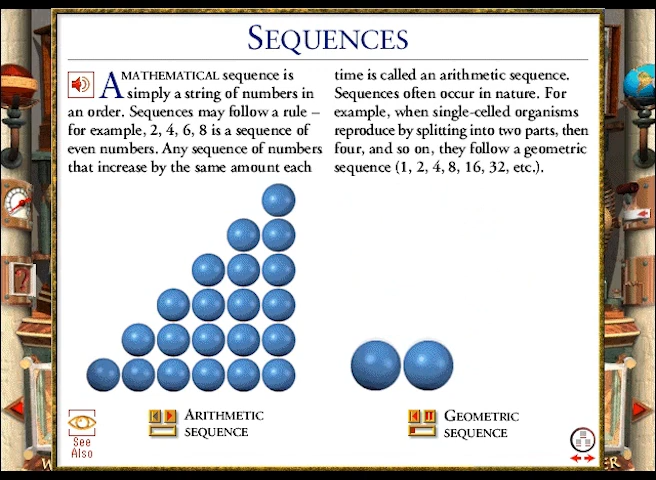 SEQUENCES
A MATHEMATICAL sequence is
simply a string of numbers in
an order. Sequences may follow a rule –
for example, 2, 4, 6, 8 is a sequence of
even numbers. Any sequence of numbers
that increase by the same amount each
time is called an arithmetic sequence.
Sequences often occur in nature. For
example, when single-celled organisms
reproduce by splitting into two parts, then
four, and so on, they follow a geometric
sequence (1, 2, 4, 8, 16, 32, etc.).
ARITHMETIC
SEQUENCE
GEOMETRIC
SEQUENCE
See
Also